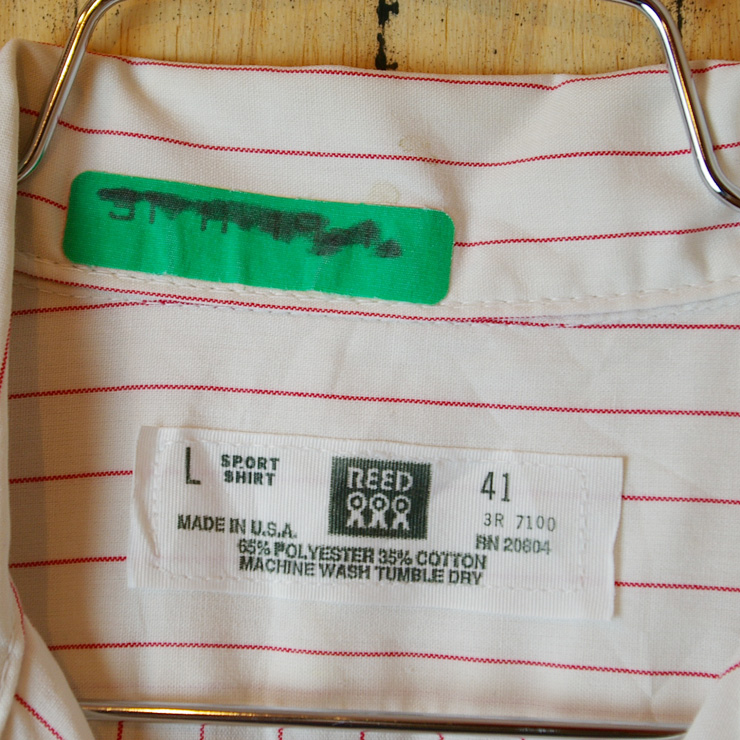 L SPORT SHIRT
REED
41
3R 7100
MADE IN U.S.A. RN 20804
65% POLYESTER 35% COTTON
MACHINE WASH TUMBLE DRY